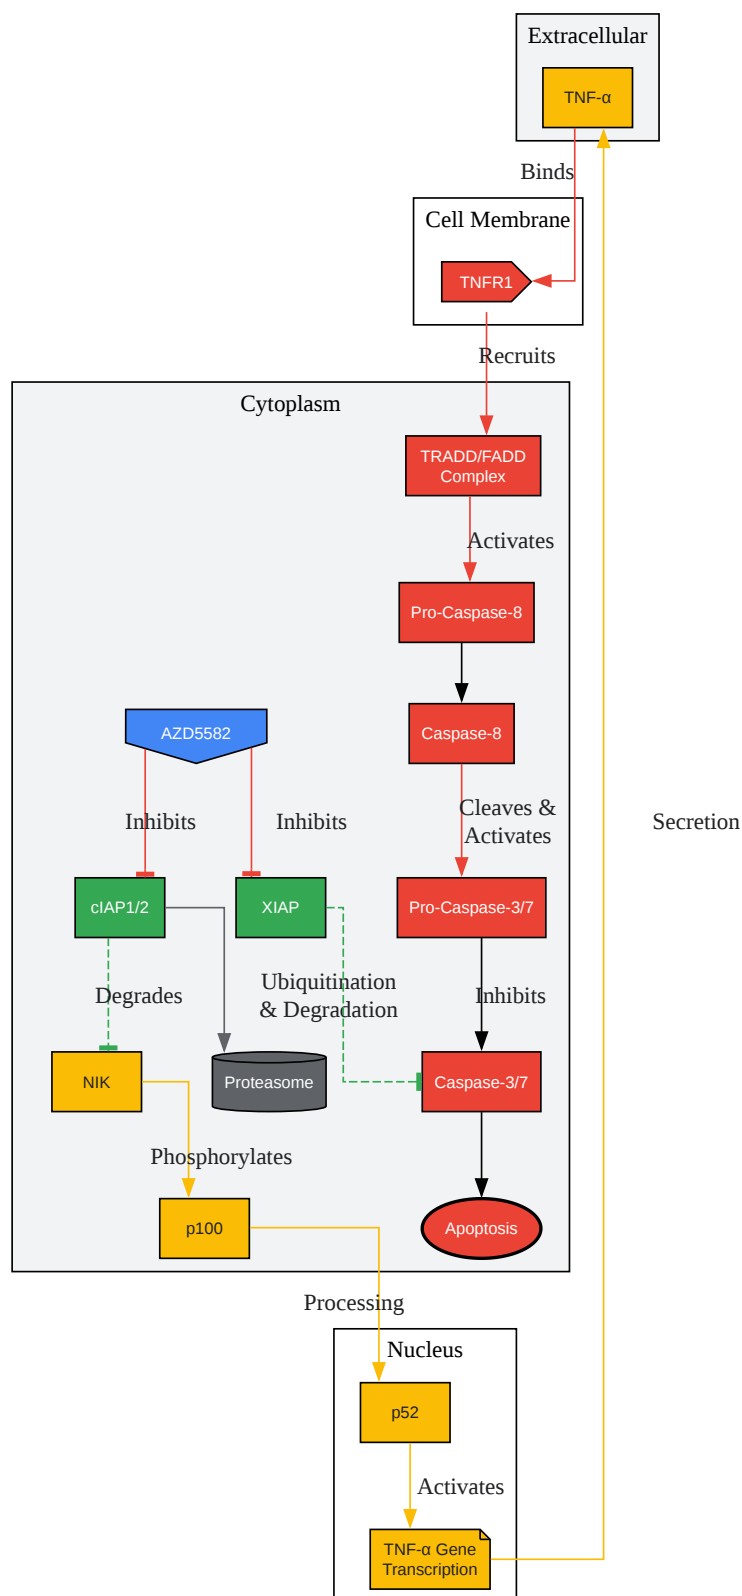 Extracellular
TNF-α
Binds
Cell Membrane
TNFR1
Recruits
Cytoplasm
TRADD/FADD
Complex
Activates
Pro-Caspase-8
AZD5582
Caspase-8
Inhibits
Inhibits
Cleaves &
Activates
Secretion
cIAP1/2
XIAP
Pro-Caspase-3/7
Degrades
Ubiquitination
& Degradation
Inhibits
NIK
Proteasome
Caspase-3/7
Phosphorylates
p100
Apoptosis
Processing
Nucleus
p52
Activates
TNF-α Gene
Transcription